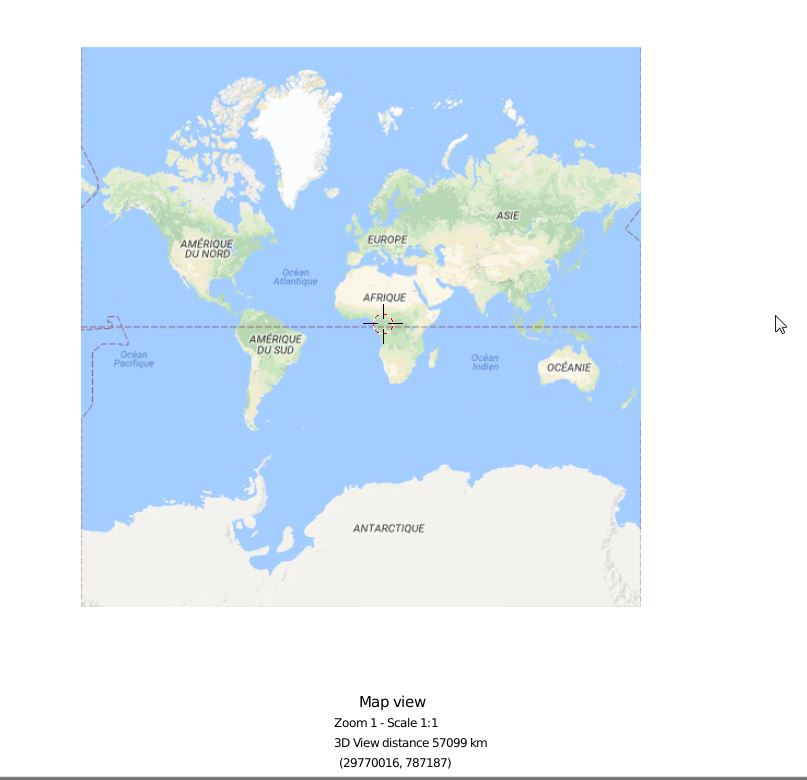 ASIE
EUROPE
AMÉRIQUE
DU NORD
Océan
Atlantique
AFRIQUE
AMÉRIQUE
DU SUD
Océan
Pacifique
Océan
Indien
OCÉANIE
ANTARCTIQUE
Map view
Zoom 1 - Scale 1:1
3D View distance 57099 km
(29770016, 787187)